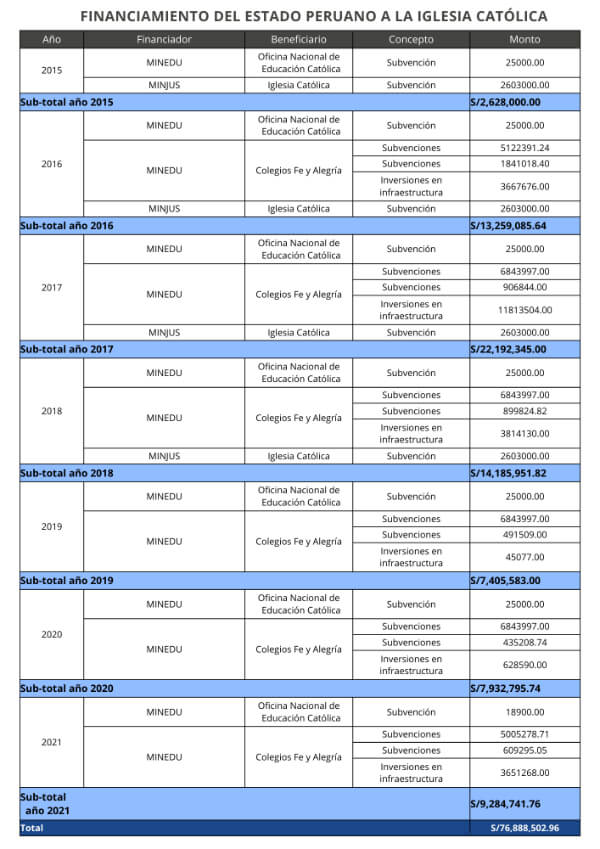 FINANCIAMIENTO DEL ESTADO PERUANO A LA IGLESIA CATÓLICA
Año Financiador Beneficiario Concepto Monto
2015
MINEDU Oficina Nacional de Educación Católica Subvención 25000.00
MINJUS Iglesia Católica Subvención 2603000.00
Sub-total año 2015 S/2,628,000.00
2016
MINEDU Oficina Nacional de Educación Católica Subvención 25000.00
MINEDU Colegios Fe y Alegría
Subvenciones 5122391.24
Subvenciones 1841018.40
Inversiones en infraestructura 3667676.00
MINJUS Iglesia Católica Subvención 2603000.00
Sub-total año 2016 S/13,259,085.64
2017
MINEDU Oficina Nacional de Educación Católica Subvención 25000.00
MINEDU Colegios Fe y Alegría
Subvenciones 6843997.00
Subvenciones 906844.00
Inversiones en infraestructura 11813504.00
MINJUS Iglesia Católica Subvención 2603000.00
Sub-total año 2017 S/22,192,345.00
2018
MINEDU Oficina Nacional de Educación Católica Subvención 25000.00
MINEDU Colegios Fe y Alegría
Subvenciones 6843997.00
Subvenciones 899824.82
Inversiones en infraestructura 3814130.00
MINJUS Iglesia Católica Subvención 2603000.00
Sub-total año 2018 S/14,185,951.82
2019
MINEDU Oficina Nacional de Educación Católica Subvención 25000.00
MINEDU Colegios Fe y Alegría
Subvenciones 6843997.00
Subvenciones 491509.00
Inversiones en infraestructura 45077.00
Sub-total año 2019 S/7,405,583.00
2020
MINEDU Oficina Nacional de Educación Católica Subvención 25000.00
MINEDU Colegios Fe y Alegría
Subvenciones 6843997.00
Subvenciones 435208.74
Inversiones en infraestructura 628590.00
Sub-total año 2020 S/7,932,795.74
2021
MINEDU Oficina Nacional de Educación Católica Subvención 18900.00
MINEDU Colegios Fe y Alegría
Subvenciones 5005278.71
Subvenciones 609295.05
Inversiones en infraestructura 3651268.00
Sub-total año 2021 S/9,284,741.76
Total S/76,888,502.96